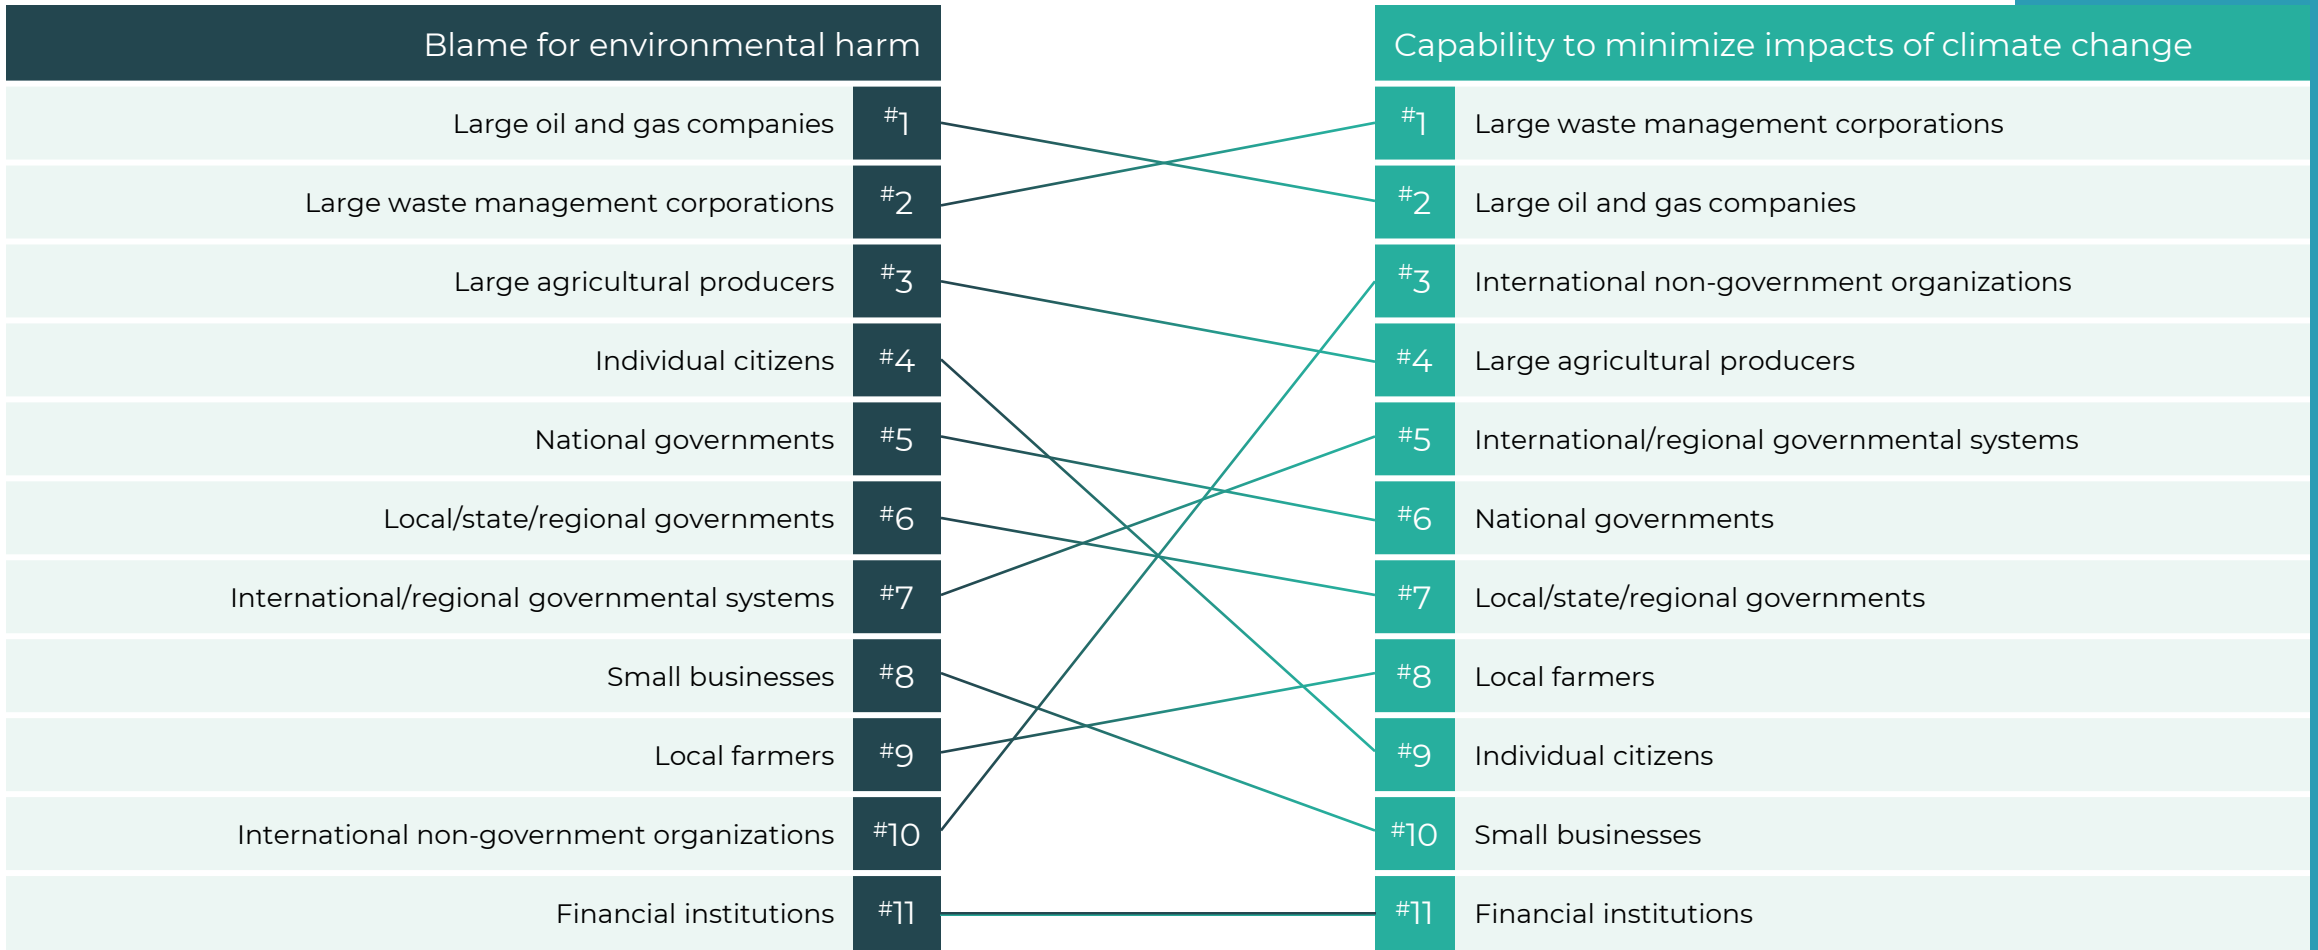 Blame for environmental harm
Large oil and gas companies #1
Large waste management corporations #2
Large agricultural producers #3
Individual citizens #4
National governments #5
Local/state/regional governments #6
International/regional governmental systems #7
Small businesses #8
Local farmers #9
International non-government organizations #10
Financial institutions #11
Capability to minimize impacts of climate change
#1 Large waste management corporations
#2 Large oil and gas companies
#3 International non-government organizations
#4 Large agricultural producers
#5 International/regional governmental systems
#6 National governments
#7 Local/state/regional governments
#8 Local farmers
#9 Individual citizens
#10 Small businesses
#11 Financial institutions